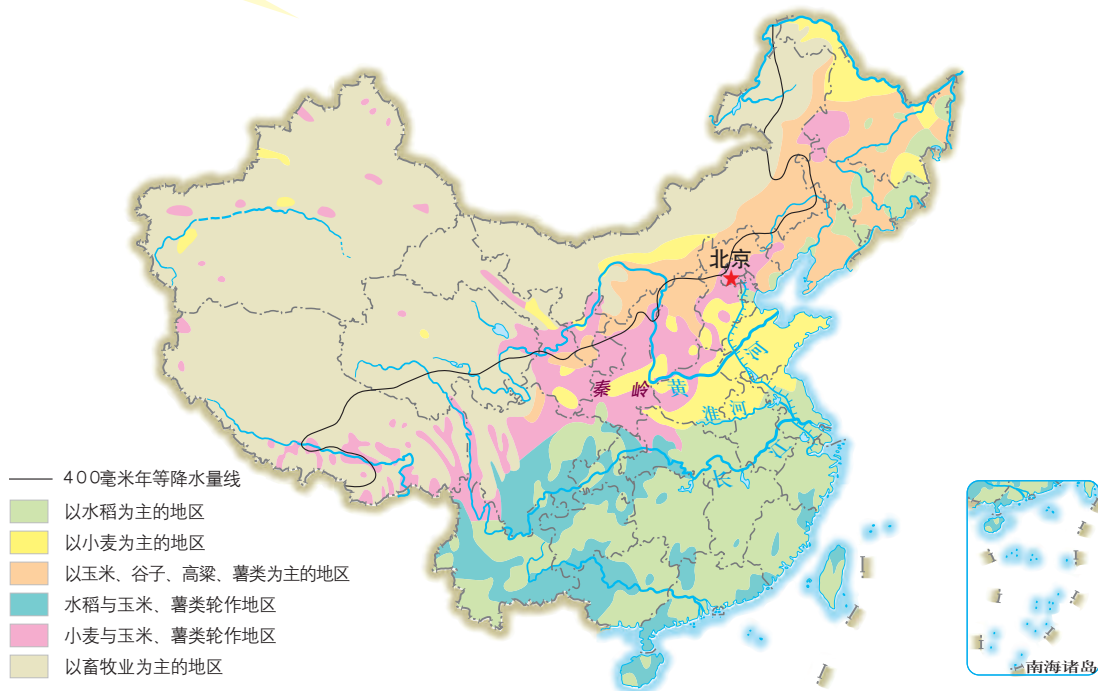 北京
秦岭
黄河
淮河
长江
400毫米年等降水量线
以水稻为主的地区
以小麦为主的地区
以玉米、谷子、高粱、薯类为主的地区
水稻与玉米、薯类轮作地区
小麦与玉米、薯类轮作地区
以畜牧业为主的地区
南海诸岛